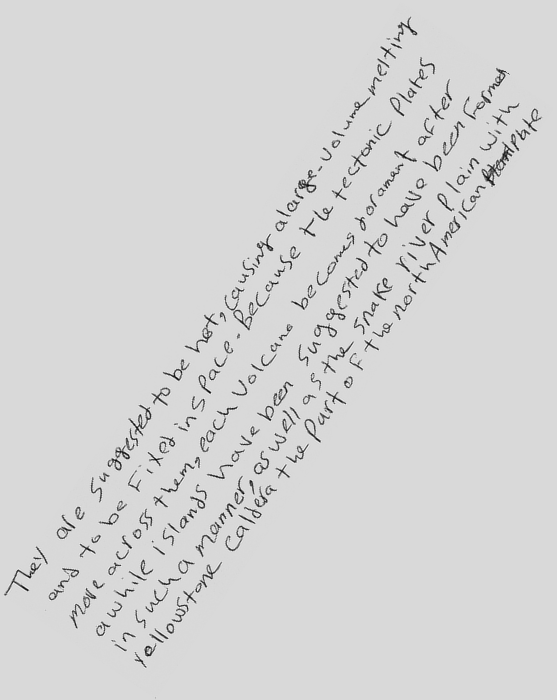 They are suggested to be hot, causing a large-volume melting
and to be fixed in space. Because the tectonic Plates
move across them, each volcano becomes doramant after
awhile islands have been suggested to have been formed
in such a manner, as well as the snake river Plain with
Yellowstone Caldera the Part of the north American Plate